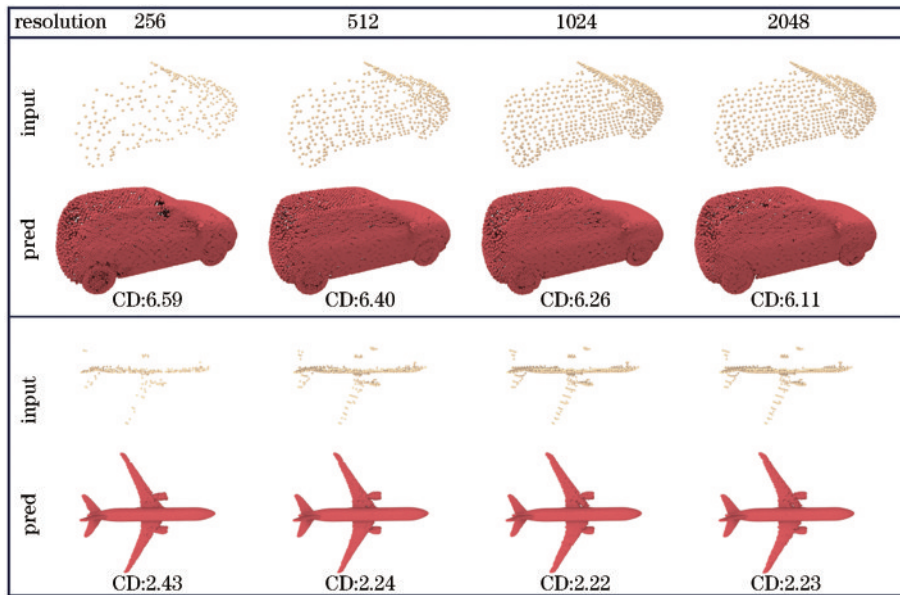 resolution 256 512 1024 2048
input
pred
CD:6.59 CD:6.40 CD:6.26 CD:6.11
input
pred
CD:2.43 CD:2.24 CD:2.22 CD:2.23